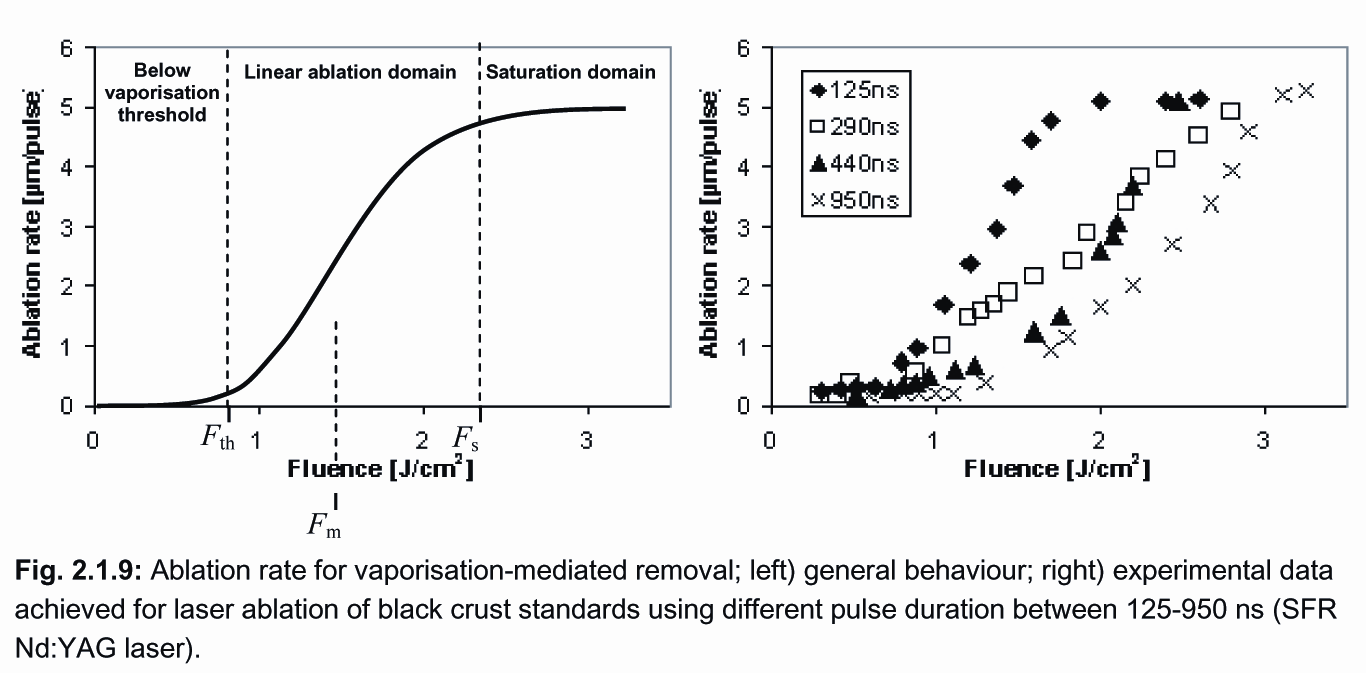 6
5
4
3
2
1
0
Ablation rate [µm/pulse]
Below
vaporisation
threshold
Linear ablation domain
Saturation domain
0
Fth
1
2
Fs
3
Fluence [J/cm²]
Fm
6
5
4
3
2
1
0
Ablation rate [µm/pulse]
125ns
290ns
440ns
950ns
0
1
2
3
Fluence [J/cm²]
Fig. 2.1.9: Ablation rate for vaporisation-mediated removal; left) general behaviour; right) experimental data
achieved for laser ablation of black crust standards using different pulse duration between 125-950 ns (SFR
Nd:YAG laser).